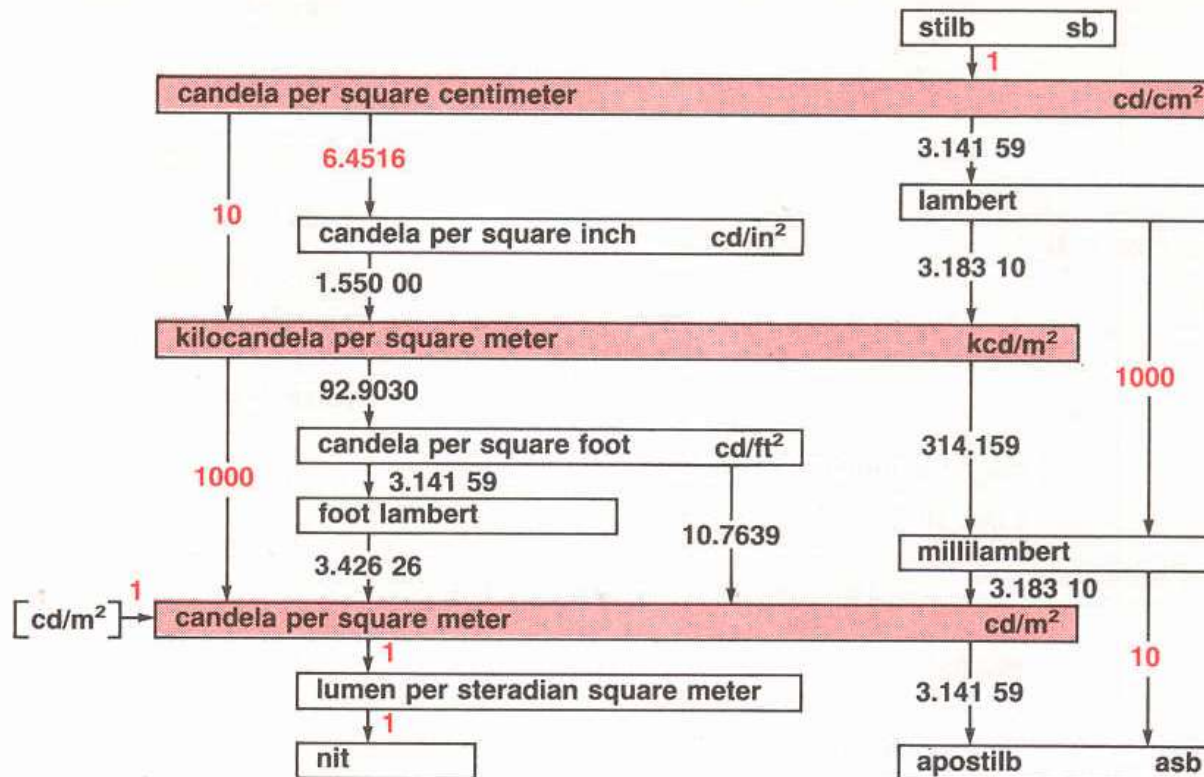 stilb sb
1
candela per square centimeter cd/cm²
6.4516
3.141 59
10
lambert
candela per square inch cd/in²
3.183 10
1.550 00
kilocandela per square meter kcd/m²
92.9030
1000
candela per square foot cd/ft²
314.159
1000
3.141 59
foot lambert
10.7639
millilambert
3.426 26
1
3.183 10
[cd/m²]
candela per square meter cd/m²
1
10
lumen per steradian square meter
3.141 59
1
nit
apostilb asb